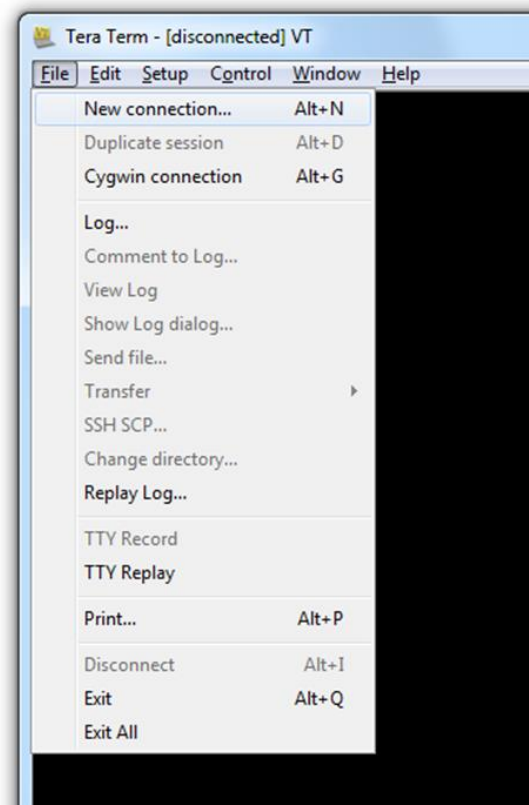 Tera Term - [disconnected] VT
File Edit Setup Control Window Help
New connection... Alt+N
Duplicate session Alt+D
Cygwin connection Alt+G
Log...
Comment to Log...
View Log
Show Log dialog...
Send file...
Transfer
SSH SCP...
Change directory...
Replay Log...
TTY Record
TTY Replay
Print... Alt+P
Disconnect Alt+I
Exit Alt+Q
Exit All